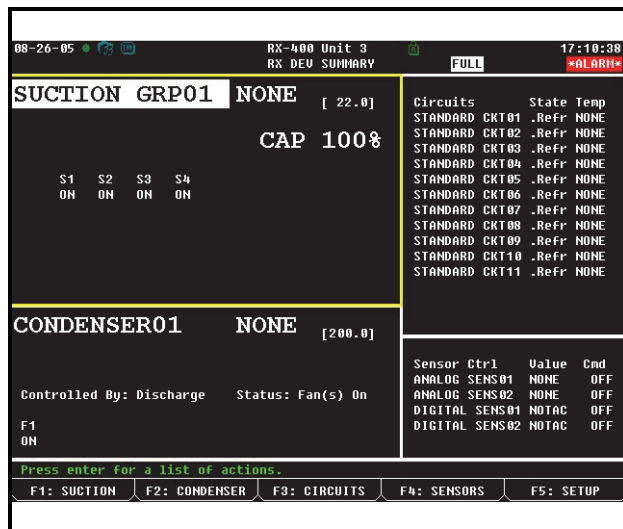 08-26-05 RX-400 Unit 3 17:10:38
RX DEV SUMMARY FULL *ALARM*
SUCTION GRP01 NONE [ 22.0]
CAP 100%
S1 S2 S3 S4
ON ON ON ON
Circuits State Temp
STANDARD CKT01 .Refr NONE
STANDARD CKT02 .Refr NONE
STANDARD CKT03 .Refr NONE
STANDARD CKT04 .Refr NONE
STANDARD CKT05 .Refr NONE
STANDARD CKT06 .Refr NONE
STANDARD CKT07 .Refr NONE
STANDARD CKT08 .Refr NONE
STANDARD CKT09 .Refr NONE
STANDARD CKT10 .Refr NONE
STANDARD CKT11 .Refr NONE
CONDENSER01 NONE [200.0]
Controlled By: Discharge Status: Fan(s) On
F1
ON
Sensor Ctrl Value Cmd
ANALOG SENS01 NONE OFF
ANALOG SENS02 NONE OFF
DIGITAL SENS01 NOTAC OFF
DIGITAL SENS02 NOTAC OFF
Press enter for a list of actions.
F1: SUCTION F2: CONDENSER F3: CIRCUITS F4: SENSORS F5: SETUP